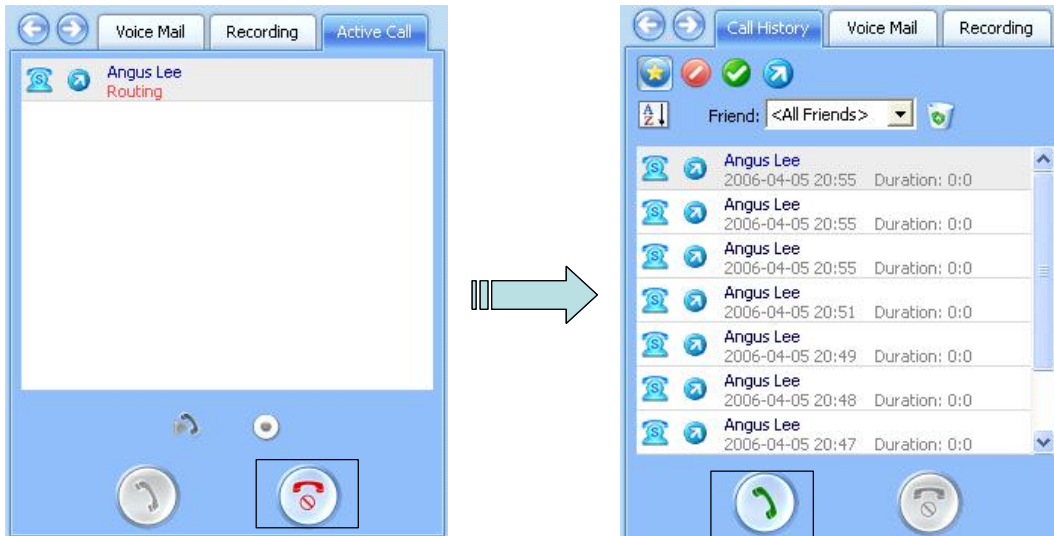 Voice Mail Recording Active Call
Angus Lee
Routing
Call History Voice Mail Recording
A
Z
Friend: <All Friends>
Angus Lee
2006-04-05 20:55 Duration: 0:0
Angus Lee
2006-04-05 20:55 Duration: 0:0
Angus Lee
2006-04-05 20:55 Duration: 0:0
Angus Lee
2006-04-05 20:51 Duration: 0:0
Angus Lee
2006-04-05 20:49 Duration: 0:0
Angus Lee
2006-04-05 20:48 Duration: 0:0
Angus Lee
2006-04-05 20:47 Duration: 0:0